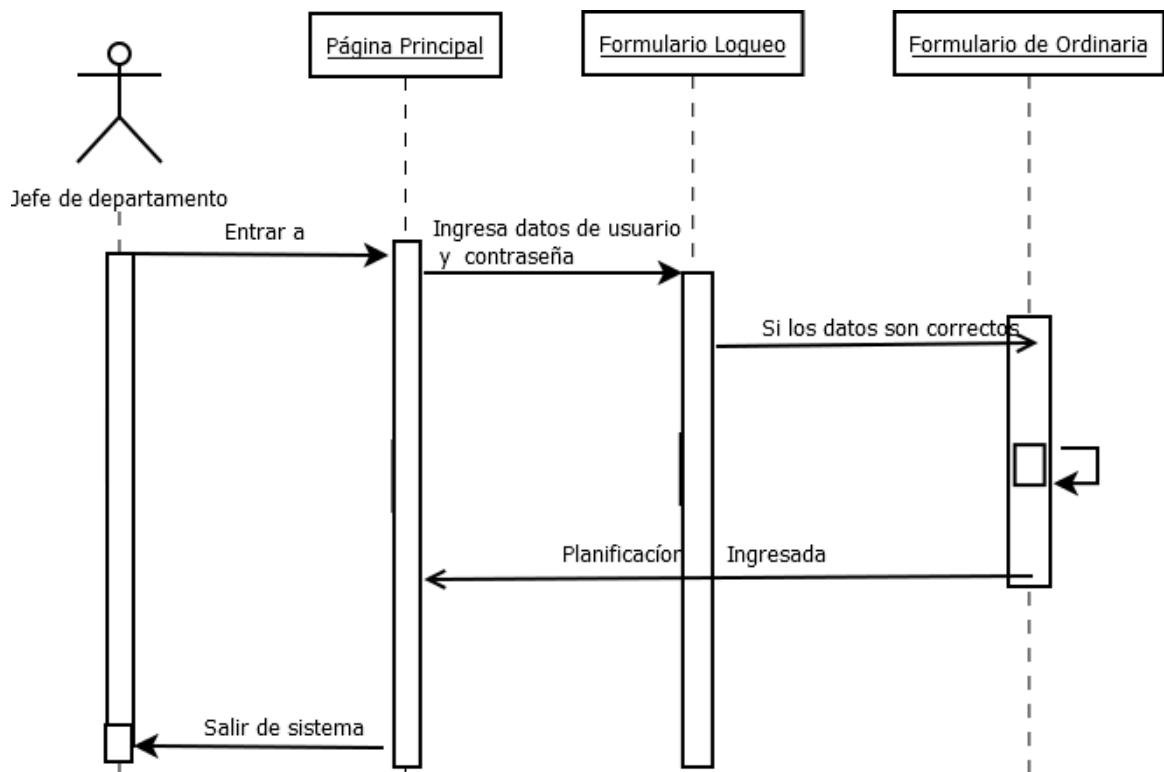 Página Principal
Formulario Logueo
Formulario de Ordinaria
Jefe de departamento
Entrar a
Ingresa datos de usuario
y contraseña
Si los datos son correctos
Planificacíon Ingresada
Salir de sistema